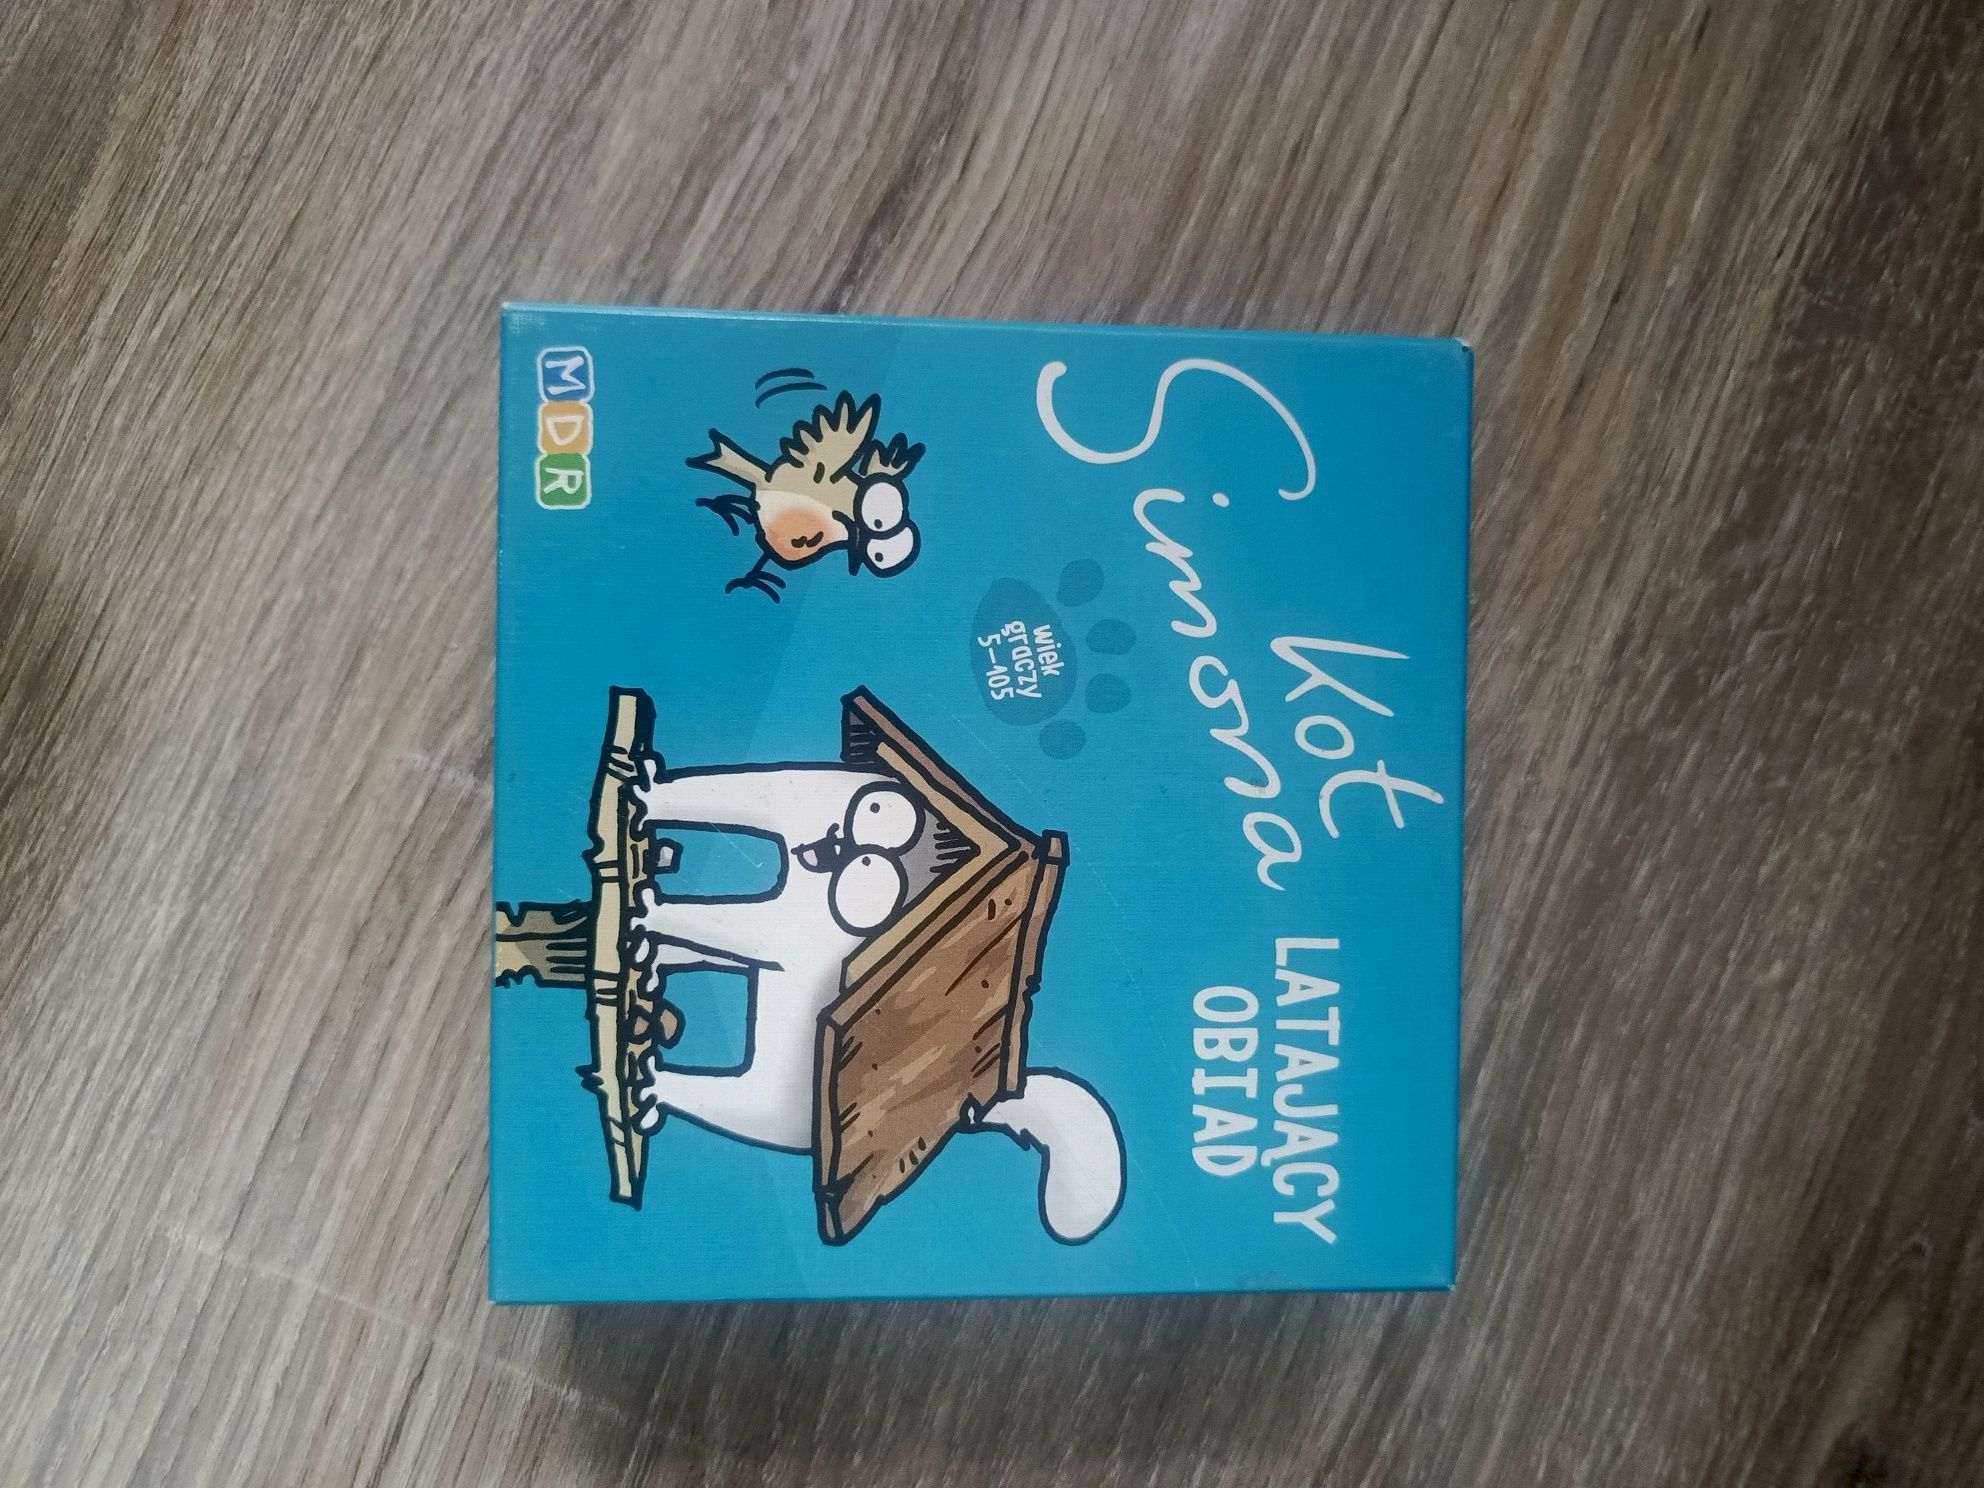 Kot
Simona
LATAJĄCY
OBIAD
wiek
graczy
5–105
MDR